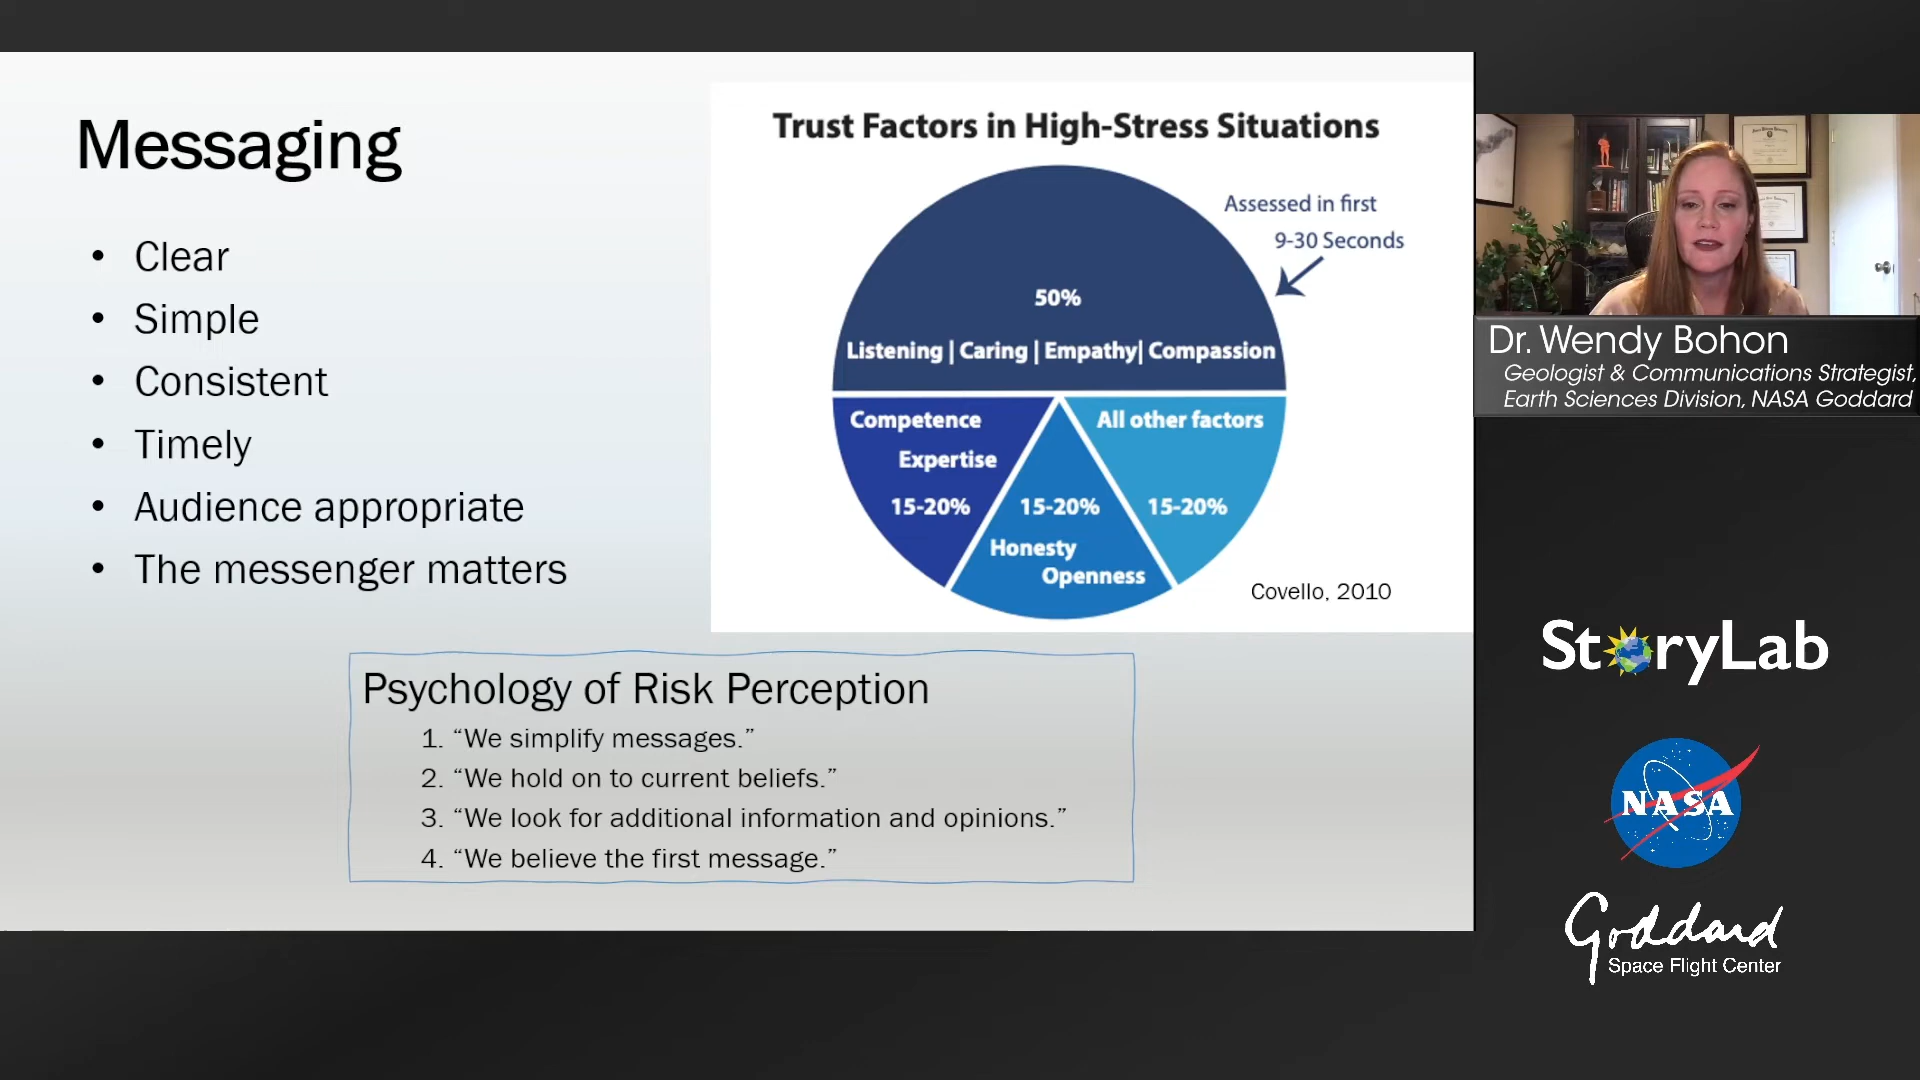 Messaging
• Clear
• Simple
• Consistent
• Timely
• Audience appropriate
• The messenger matters
Trust Factors in High-Stress Situations
Assessed in first
9-30 Seconds
50%
Listening | Caring | Empathy| Compassion
Competence
Expertise
15-20%
15-20%
Honesty
Openness
All other factors
15-20%
Covello, 2010
Psychology of Risk Perception
1. “We simplify messages.”
2. “We hold on to current beliefs.”
3. “We look for additional information and opinions.”
4. “We believe the first message.”
Dr. Wendy Bohon
Geologist & Communications Strategist,
Earth Sciences Division, NASA Goddard
StoryLab
NASA
Goddard
Space Flight Center